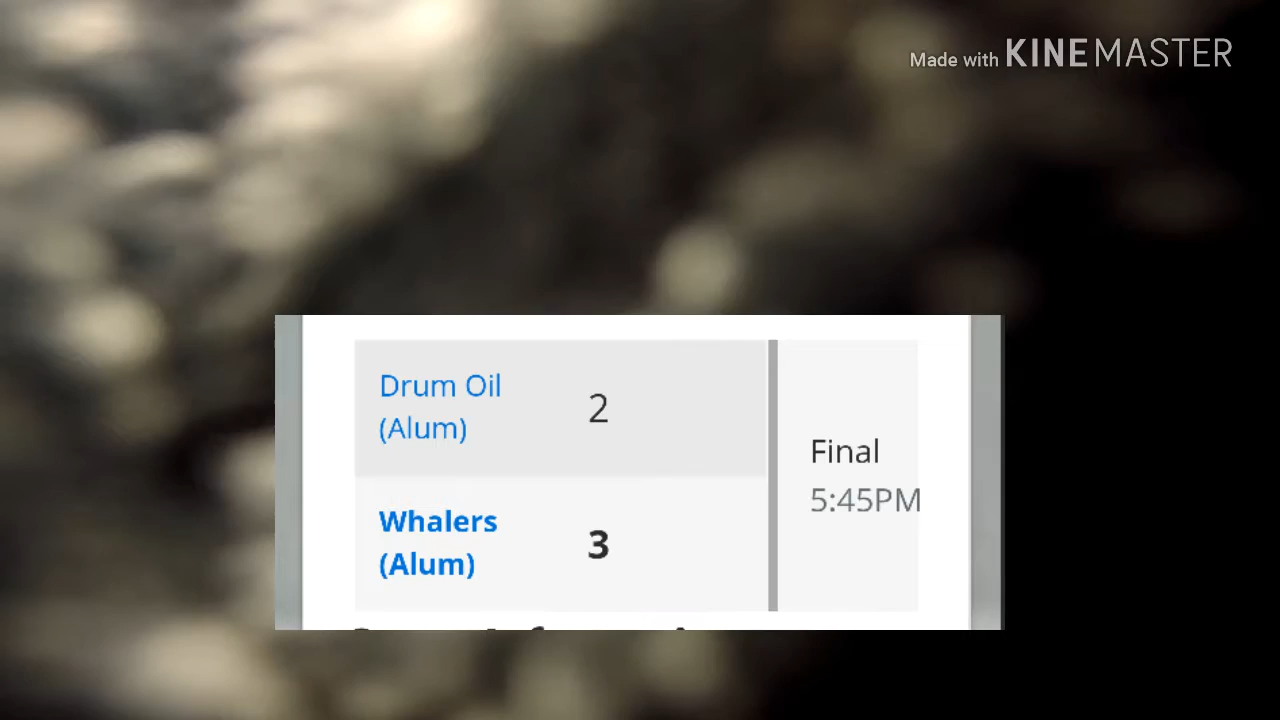 Made with KINEMASTER
Drum Oil
(Alum)
2
Whalers
(Alum)
3
Final
5:45PM